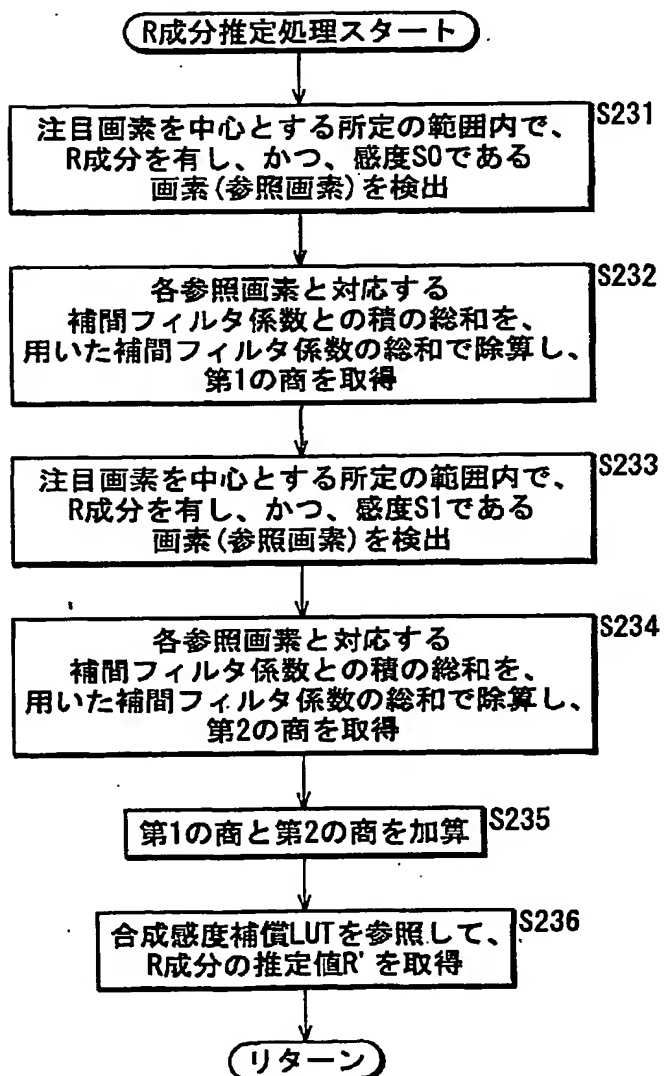 R成分推定処理スタート
S231
注目画素を中心とする所定の範囲内で、
R成分を有し、かつ、感度S0である
画素(参照画素)を検出
S232
各参照画素と対応する
補間フィルタ係数との積の総和を、
用いた補間フィルタ係数の総和で除算し、
第1の商を取得
S233
注目画素を中心とする所定の範囲内で、
R成分を有し、かつ、感度S1である
画素(参照画素)を検出
S234
各参照画素と対応する
補間フィルタ係数との積の総和を、
用いた補間フィルタ係数の総和で除算し、
第2の商を取得
S235
第1の商と第2の商を加算
S236
合成感度補償LUTを参照して、
R成分の推定値R'を取得
リターン